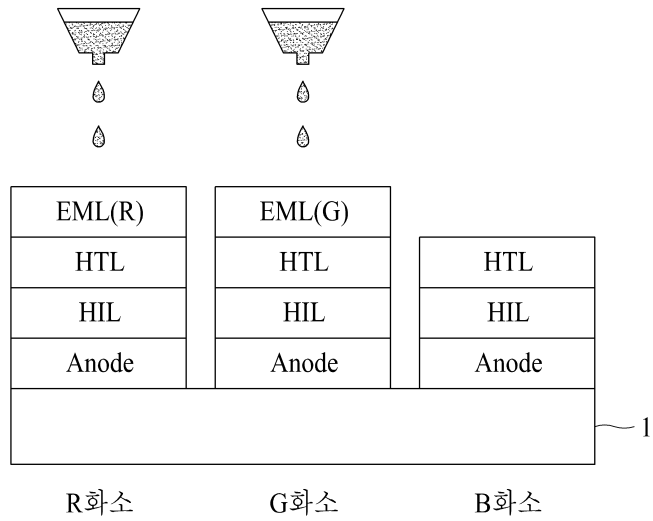 EML(R) EML(G)
HTL HTL HTL
HIL HIL HIL
Anode Anode Anode
1
R화소 G화소 B화소